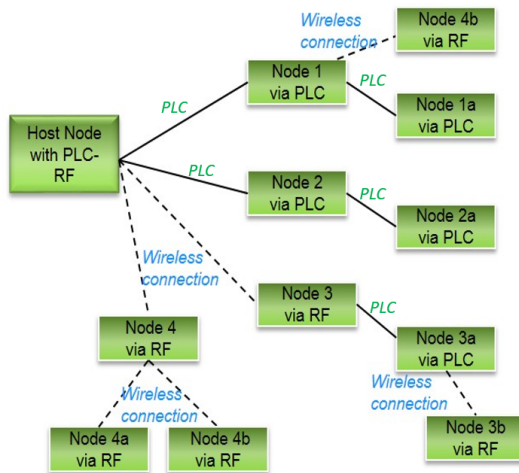 Wireless
connection
Node 4b
via RF
Node 1
via PLC
PLC
PLC
Node 1a
via PLC
Host Node
with PLC-
RF
PLC
Node 2
via PLC
PLC
Node 2a
via PLC
Wireless
connection
Node 3
via RF
PLC
Node 4
via RF
Node 3a
via PLC
Wireless
connection
Wireless
connection
Node 4a
via RF
Node 4b
via RF
Node 3b
via RF